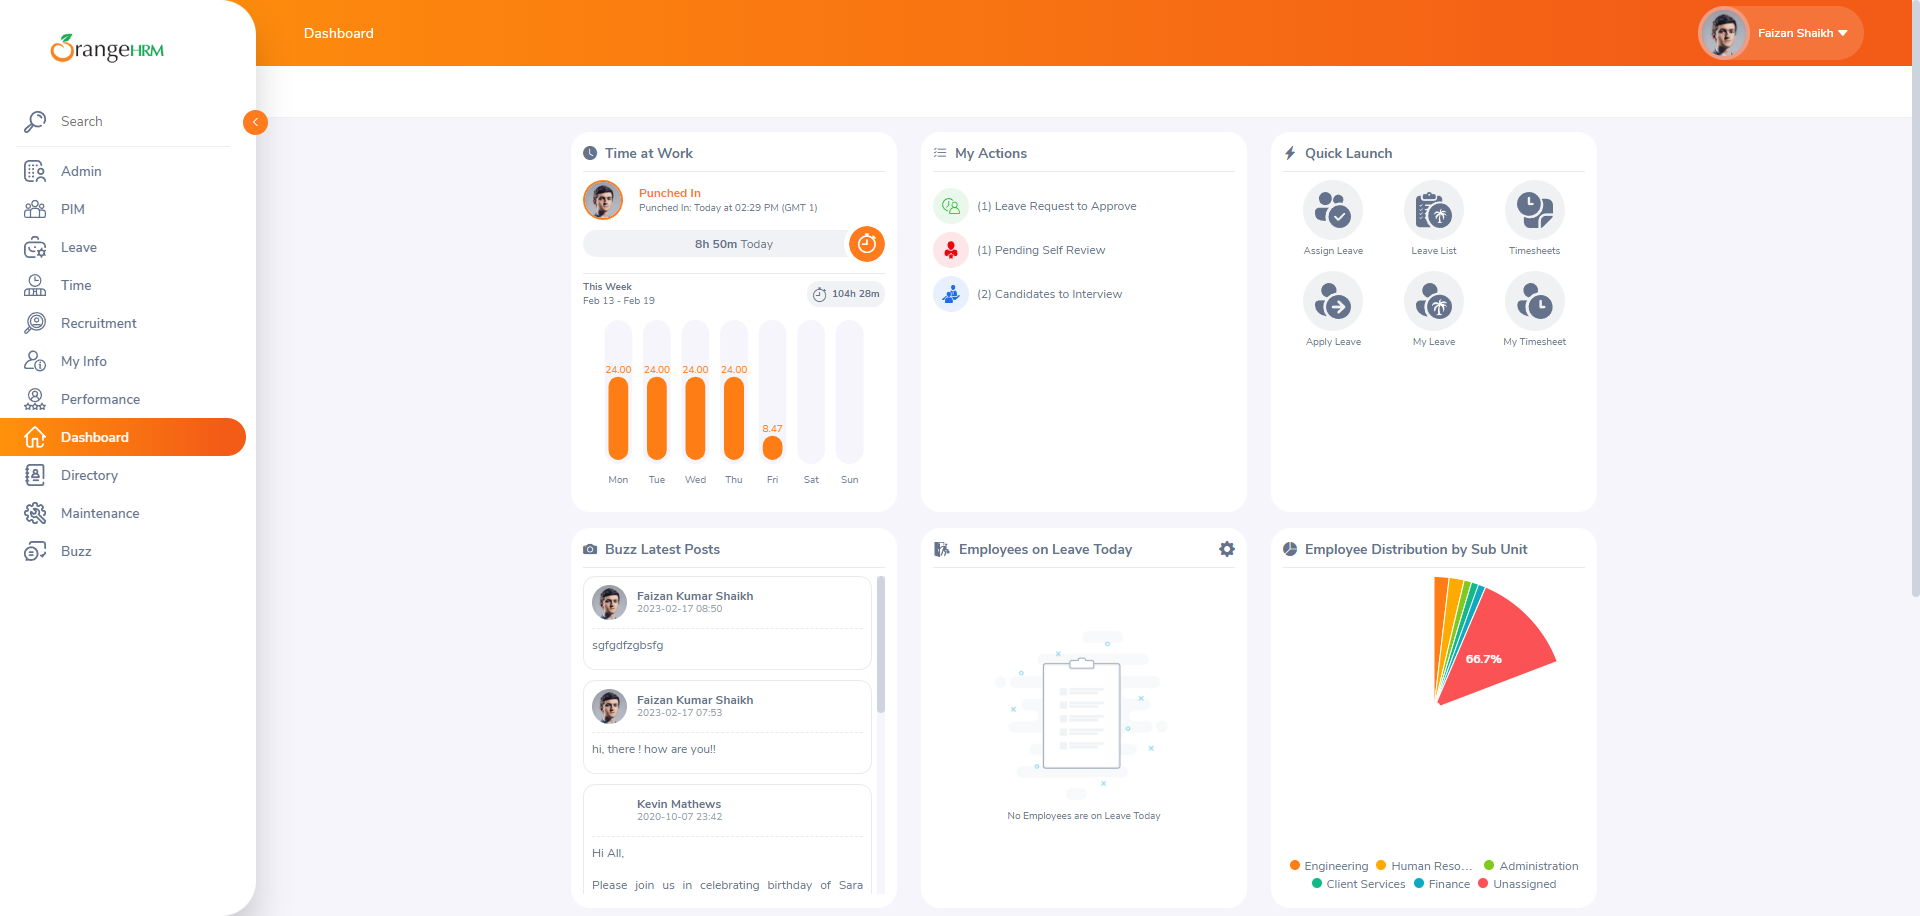 OrangeHRM
Dashboard
Faizan Shaikh
Search
Admin
PIM
Leave
Time
Recruitment
My Info
Performance
Dashboard
Directory
Maintenance
Buzz
Time at Work
Punched In
Punched In: Today at 02:29 PM (GMT 1)
8h 50m Today
This Week
Feb 13 - Feb 19
104h 28m
24.00 24.00 24.00 24.00
8.47
Mon Tue Wed Thu Fri Sat Sun
My Actions
(1) Leave Request to Approve
(1) Pending Self Review
(2) Candidates to Interview
Quick Launch
Assign Leave Leave List Timesheets
Apply Leave My Leave My Timesheet
Buzz Latest Posts
Faizan Kumar Shaikh
2023-02-17 08:50
sgfgdfzgbsfg
Faizan Kumar Shaikh
2023-02-17 07:53
hi, there ! how are you!!
Kevin Mathews
2020-10-07 23:42
Hi All,
Please join us in celebrating birthday of Sara
Employees on Leave Today
No Employees are on Leave Today
Employee Distribution by Sub Unit
66.7%
Engineering Human Reso... Administration
Client Services Finance Unassigned